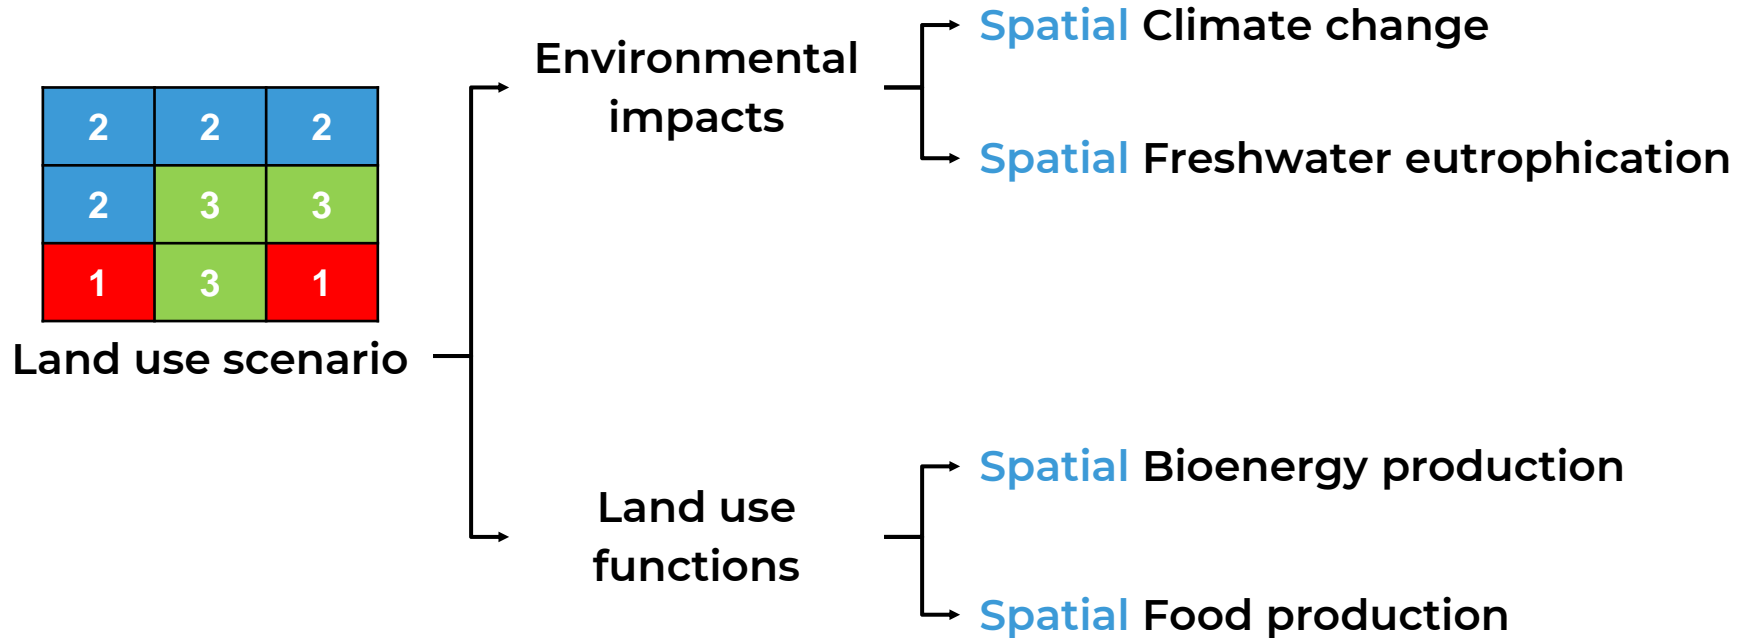 2 2 2
2 3 3
1 3 1
Land use scenario
Environmental
impacts
Spatial Climate change
Spatial Freshwater eutrophication
Land use
functions
Spatial Bioenergy production
Spatial Food production